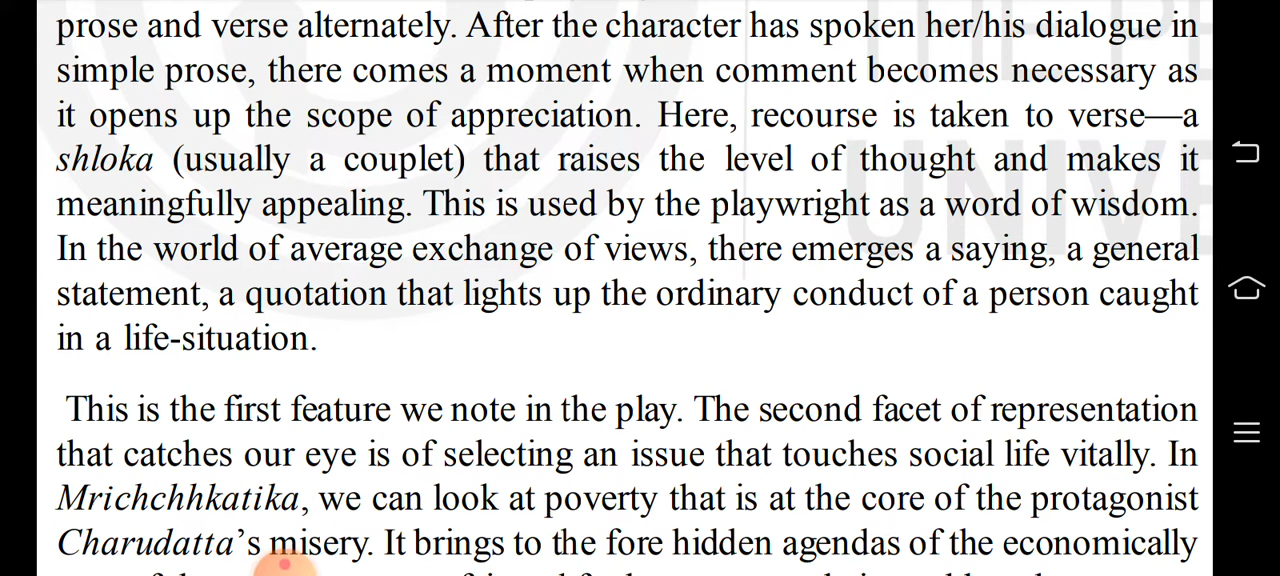 prose and verse alternately. After the character has spoken her/his dialogue in
simple prose, there comes a moment when comment becomes necessary as
it opens up the scope of appreciation. Here, recourse is taken to verse—a
shloka (usually a couplet) that raises the level of thought and makes it
meaningfully appealing. This is used by the playwright as a word of wisdom.
In the world of average exchange of views, there emerges a saying, a general
statement, a quotation that lights up the ordinary conduct of a person caught
in a life-situation.
This is the first feature we note in the play. The second facet of representation
that catches our eye is of selecting an issue that touches social life vitally. In
Mrichchhkatika, we can look at poverty that is at the core of the protagonist
Charudatta’s misery. It brings to the fore hidden agendas of the economically